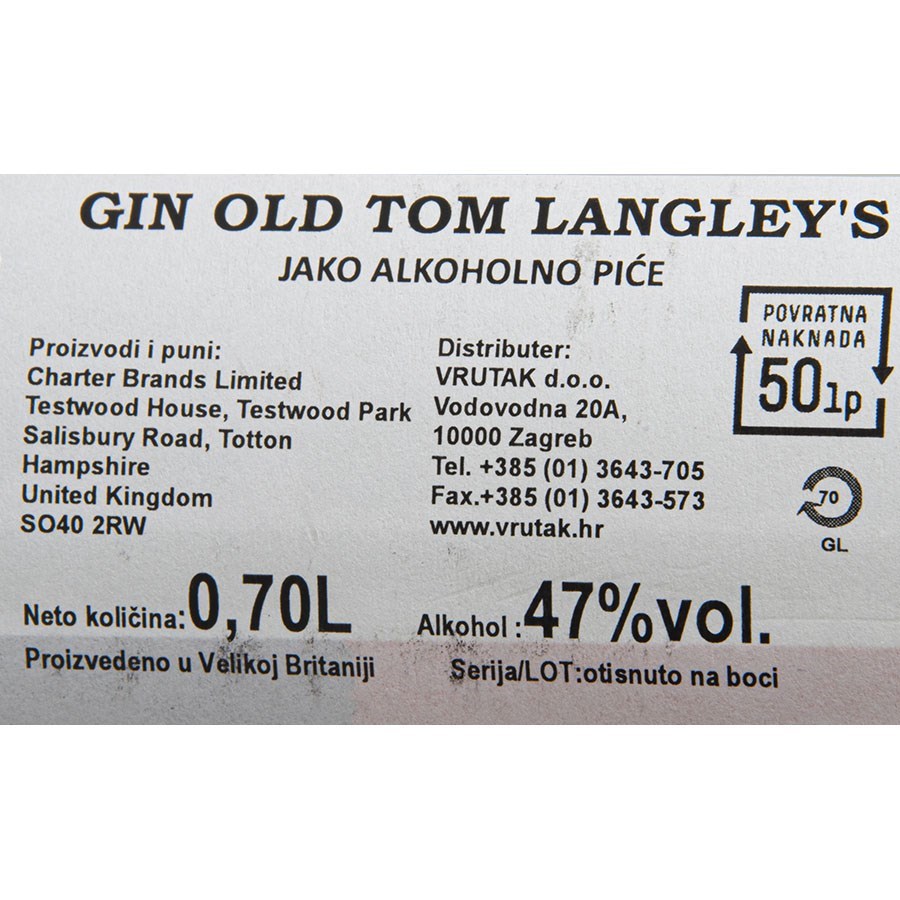 GIN OLD TOM LANGLEY'S
JAKO ALKOHOLNO PIĆE
Proizvodi i puni:
Charter Brands Limited
Testwood House, Testwood Park
Salisbury Road, Totton
Hampshire
United Kingdom
SO40 2RW
Distributer:
VRUTAK d.o.o.
Vodovodna 20A,
10000 Zagreb
Tel. +385 (01) 3643-705
Fax.+385 (01) 3643-573
www.vrutak.hr
POVRATNA
NAKNADA
50lp
70
GL
Neto količina:0,70L
Alkohol :47%vol.
Proizvedeno u Velikoj Britaniji
Serija/LOT:otisnuto na boci